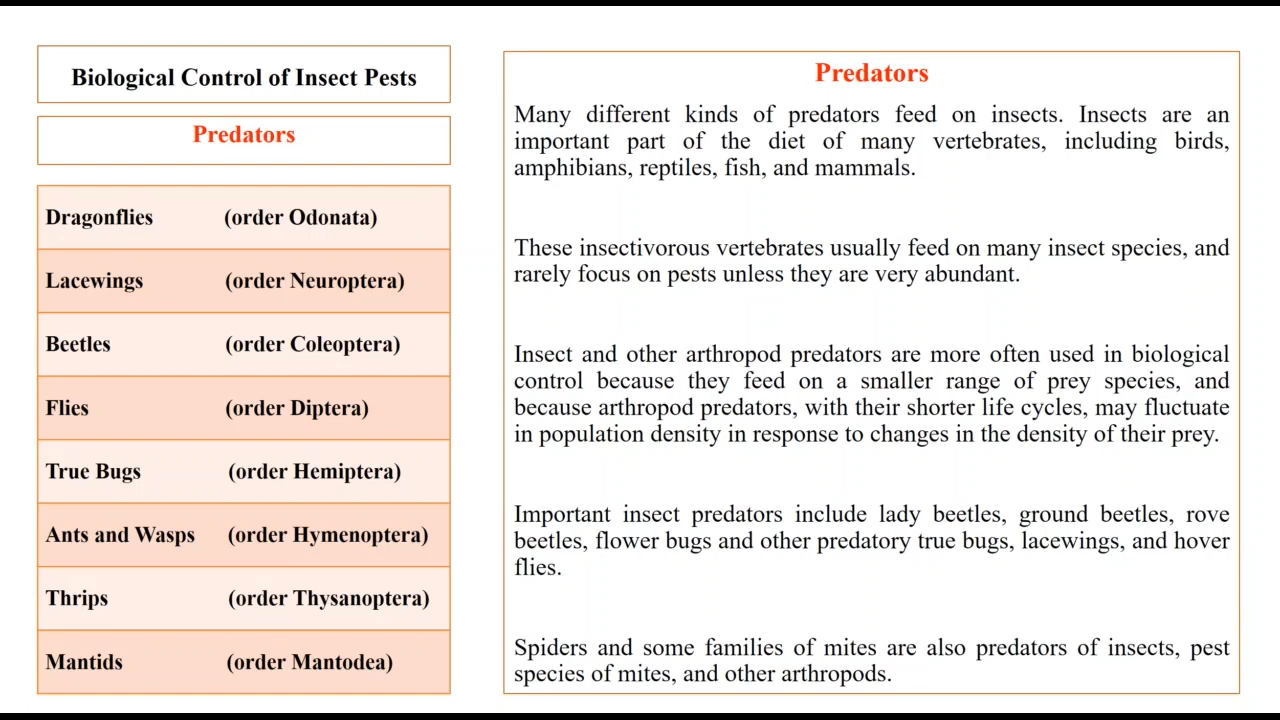 Biological Control of Insect Pests
Predators
Dragonflies (order Odonata)
Lacewings (order Neuroptera)
Beetles (order Coleoptera)
Flies (order Diptera)
True Bugs (order Hemiptera)
Ants and Wasps (order Hymenoptera)
Thrips (order Thysanoptera)
Mantids (order Mantodea)
Predators
Many different kinds of predators feed on insects. Insects are an
important part of the diet of many vertebrates, including birds,
amphibians, reptiles, fish, and mammals.
These insectivorous vertebrates usually feed on many insect species, and
rarely focus on pests unless they are very abundant.
Insect and other arthropod predators are more often used in biological
control because they feed on a smaller range of prey species, and
because arthropod predators, with their shorter life cycles, may fluctuate
in population density in response to changes in the density of their prey.
Important insect predators include lady beetles, ground beetles, rove
beetles, flower bugs and other predatory true bugs, lacewings, and hover
flies.
Spiders and some families of mites are also predators of insects, pest
species of mites, and other arthropods.